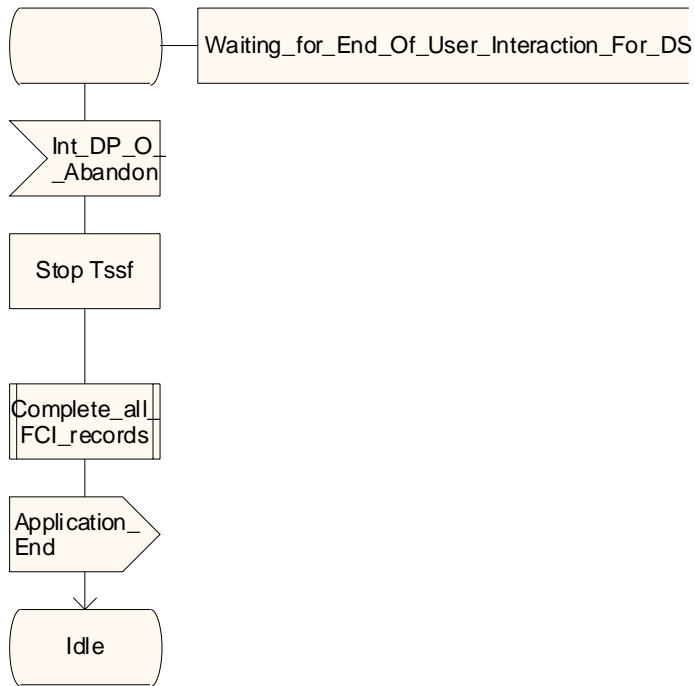 Waiting_for_End_Of_User_Interaction_For_DS
Int_DP_O_
_Abandon
Stop Tssf
Complete_all_
FCI_records
Application_
End
Idle